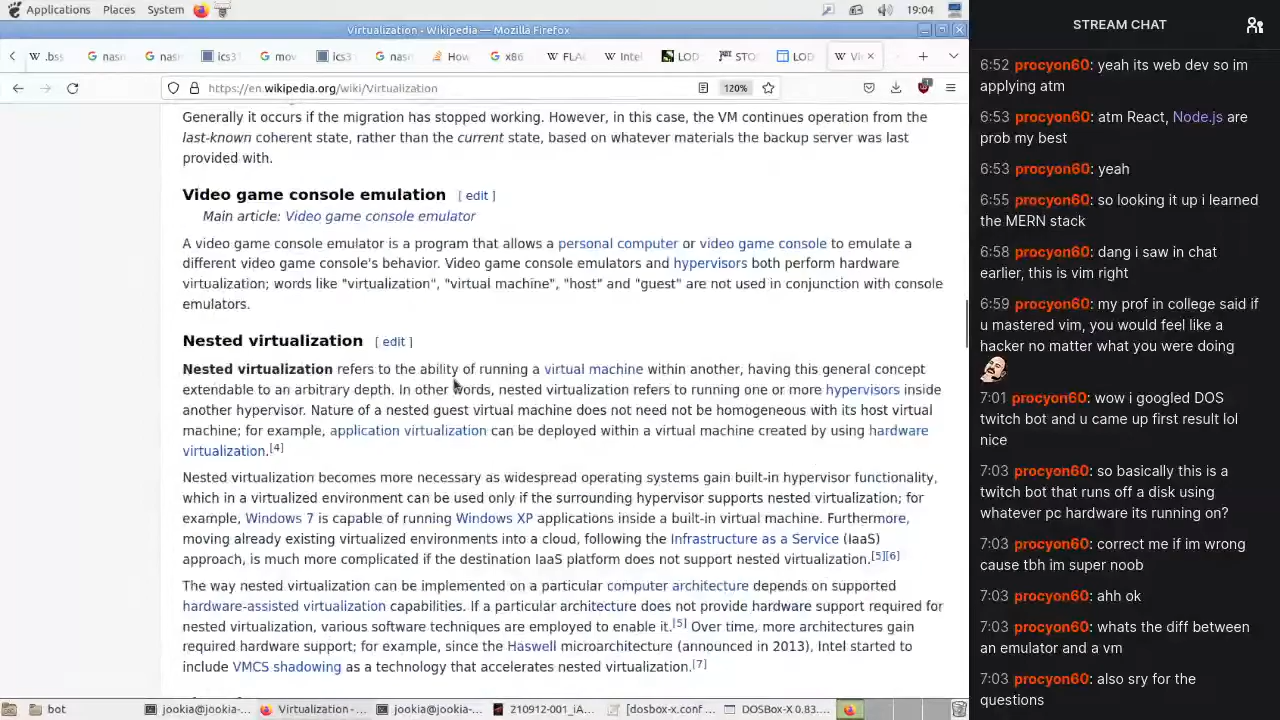 Applications Places System 19:04
Virtualization - Wikipedia — Mozilla Firefox
.bss nasm nasm ics31 mov ics3 nasm How x86 FLA Intel LOD STO LOD Vi
https://en.wikipedia.org/wiki/Virtualization 120%
Generally it occurs if the migration has stopped working. However, in this case, the VM continues operation from the
last-known coherent state, rather than the current state, based on whatever materials the backup server was last
provided with.
Video game console emulation [ edit ]
Main article: Video game console emulator
A video game console emulator is a program that allows a personal computer or video game console to emulate a
different video game console's behavior. Video game console emulators and hypervisors both perform hardware
virtualization; words like "virtualization", "virtual machine", "host" and "guest" are not used in conjunction with console
emulators.
Nested virtualization [ edit ]
Nested virtualization refers to the ability of running a virtual machine within another, having this general concept
extendable to an arbitrary depth. In other words, nested virtualization refers to running one or more hypervisors inside
another hypervisor. Nature of a nested guest virtual machine does not need not be homogeneous with its host virtual
machine; for example, application virtualization can be deployed within a virtual machine created by using hardware
virtualization.[4]
Nested virtualization becomes more necessary as widespread operating systems gain built-in hypervisor functionality,
which in a virtualized environment can be used only if the surrounding hypervisor supports nested virtualization; for
example, Windows 7 is capable of running Windows XP applications inside a built-in virtual machine. Furthermore,
moving already existing virtualized environments into a cloud, following the Infrastructure as a Service (IaaS)
approach, is much more complicated if the destination IaaS platform does not support nested virtualization.[5][6]
The way nested virtualization can be implemented on a particular computer architecture depends on supported
hardware-assisted virtualization capabilities. If a particular architecture does not provide hardware support required for
nested virtualization, various software techniques are employed to enable it.[5] Over time, more architectures gain
required hardware support; for example, since the Haswell microarchitecture (announced in 2013), Intel started to
include VMCS shadowing as a technology that accelerates nested virtualization.[7]
bot jookia@jookia-... Virtualization - ... jookia@jookia-... 210912-001_iA... [dosbox-x.conf ... DOSBox-X 0.83....
STREAM CHAT
6:52 procyon60: yeah its web dev so im
applying atm
6:53 procyon60: atm React, Node.js are
prob my best
6:53 procyon60: yeah
6:55 procyon60: so looking it up i learned
the MERN stack
6:58 procyon60: dang i saw in chat
earlier, this is vim right
6:59 procyon60: my prof in college said if
u mastered vim, you would feel like a
hacker no matter what you were doing
7:01 procyon60: wow i googled DOS
twitch bot and u came up first result lol
nice
7:03 procyon60: so basically this is a
twitch bot that runs off a disk using
whatever pc hardware its running on?
7:03 procyon60: correct me if im wrong
cause tbh im super noob
7:03 procyon60: ahh ok
7:03 procyon60: whats the diff between
an emulator and a vm
7:03 procyon60: also sry for the
questions